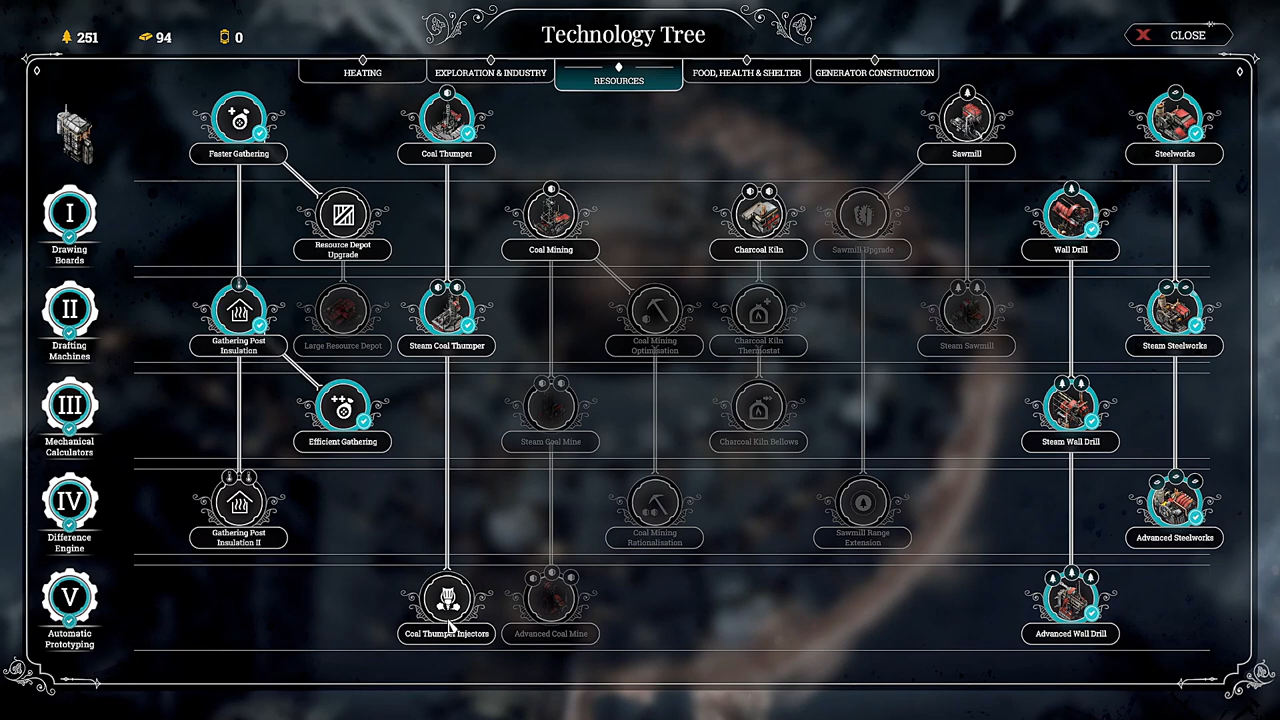 251 94 0
Technology Tree
CLOSE
HEATING
EXPLORATION & INDUSTRY
RESOURCES
FOOD, HEALTH & SHELTER
GENERATOR CONSTRUCTION
Faster Gathering
Coal Thumper
Sawmill
Steelworks
I
Drawing
Boards
Resource Depot
Upgrade
Coal Mining
Charcoal Kiln
Sawmill Upgrade
Wall Drill
II
Drafting
Machines
Gathering Post
Insulation
Large Resource Depot
Steam Coal Thumper
Coal Mining
Optimisation
Charcoal Kiln
Thermostat
Steam Sawmill
Steam Steelworks
III
Mechanical
Calculators
Efficient Gathering
Steam Coal Mine
Charcoal Kiln Bellows
Steam Wall Drill
IV
Difference
Engine
Gathering Post
Insulation II
Coal Mining
Rationalisation
Sawmill Range
Extension
Advanced Steelworks
V
Automatic
Prototyping
Coal Thumper Injectors
Advanced Coal Mine
Advanced Wall Drill